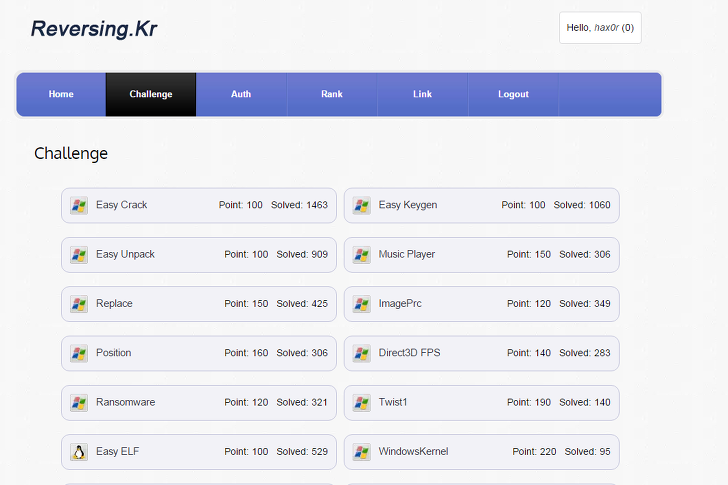 Reversing.Kr
Hello, hax0r (0)
Home Challenge Auth Rank Link Logout
Challenge
Easy Crack Point: 100 Solved: 1463
Easy Keygen Point: 100 Solved: 1060
Easy Unpack Point: 100 Solved: 909
Music Player Point: 150 Solved: 306
Replace Point: 150 Solved: 425
ImagePrc Point: 120 Solved: 349
Position Point: 160 Solved: 306
Direct3D FPS Point: 140 Solved: 283
Ransomware Point: 120 Solved: 321
Twist1 Point: 190 Solved: 140
Easy ELF Point: 100 Solved: 529
WindowsKernel Point: 220 Solved: 95